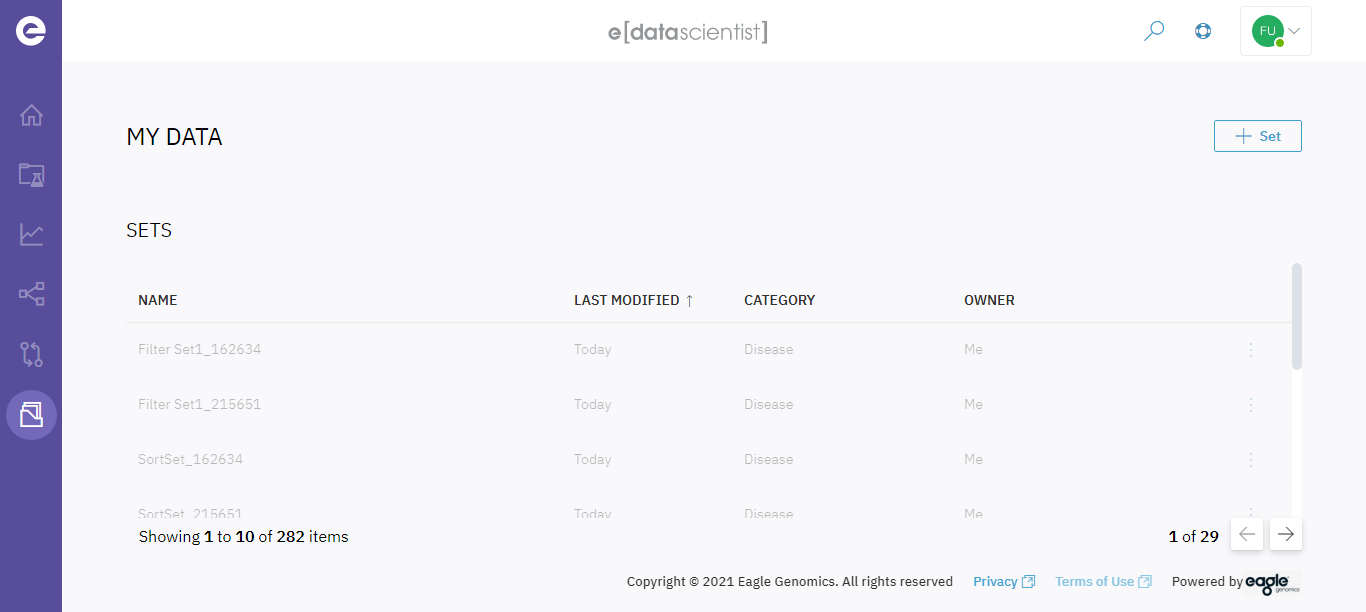 e[datascientist]
FU
MY DATA
Set
SETS
NAME LAST MODIFIED ↑ CATEGORY OWNER
Filter Set1_162634 Today Disease Me
Filter Set1_215651 Today Disease Me
SortSet_162634 Today Disease Me
SortSet_215651 Today Disease Me
Showing 1 to 10 of 282 items 1 of 29
Copyright © 2021 Eagle Genomics. All rights reserved Privacy Terms of Use Powered by eagle genomics